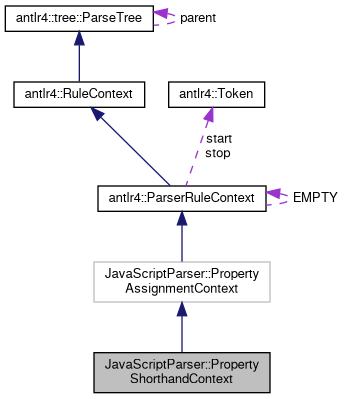 antlr4::tree::ParseTree
parent
antlr4::RuleContext
antlr4::Token
start
stop
antlr4::ParserRuleContext
EMPTY
JavaScriptParser::Property
AssignmentContext
JavaScriptParser::Property
ShorthandContext